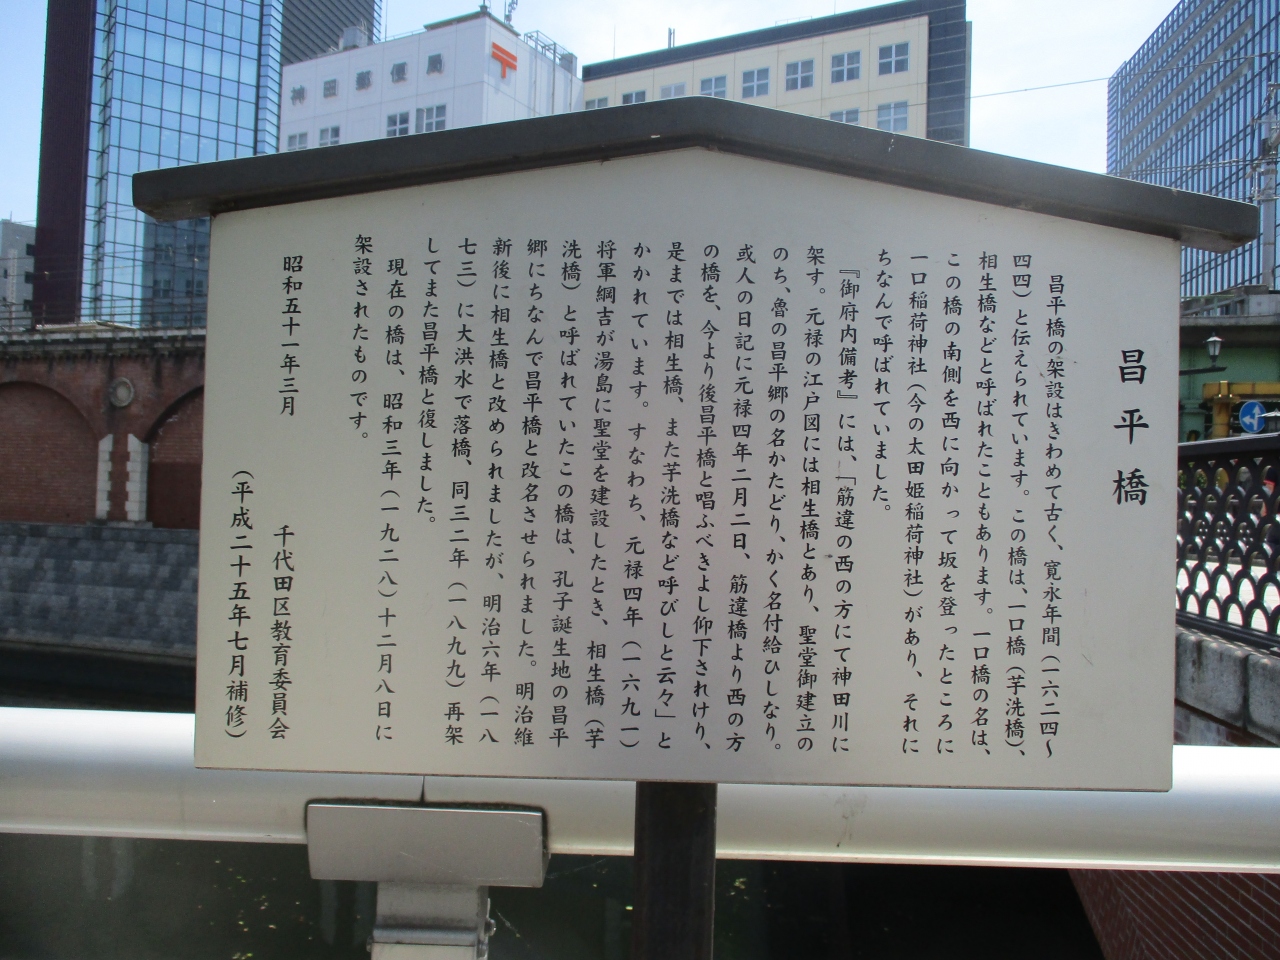 神田郵便局
昌平橋
昌平橋の架設はきわめて古く、寛永年間(一六二四〜
四四)と伝えられています。この橋は、一口橋(芋洗橋)、
相生橋などと呼ばれたこともあります。一口橋の名は、
この橋の南側を西に向かって坂を登ったところに
一口稲荷神社(今の太田姫稲荷神社)があり、それに
ちなんで呼ばれていました。
『御府内備考』には、「筋違の西の方にて神田川に
架す。元禄の江戸図には相生橋とあり、聖堂御建立の
のち、魯の昌平郷の名かたどり、かく名付給ひしなり。
或人の日記に元禄四年二月二日、筋違橋より西の方
の橋を、今より後昌平橋と唱ふべきよし仰下されけり、
是までは相生橋、また芋洗橋など呼びしと云々」と
かかれています。すなわち、元禄四年(一六九一)
将軍綱吉が湯島に聖堂を建設したとき、相生橋(芋
洗橋)と呼ばれていたこの橋は、孔子誕生地の昌平
郷にちなんで昌平橋と改名させられました。明治維
新後に相生橋と改められましたが、明治六年(一八
七三)に大洪水で落橋、同三二年(一八九九)再架
してまた昌平橋と復しました。
現在の橋は、昭和三年(一九二八)十二月八日に
架設されたものです。
昭和五十一年三月
千代田区教育委員会
(平成二十五年七月補修)